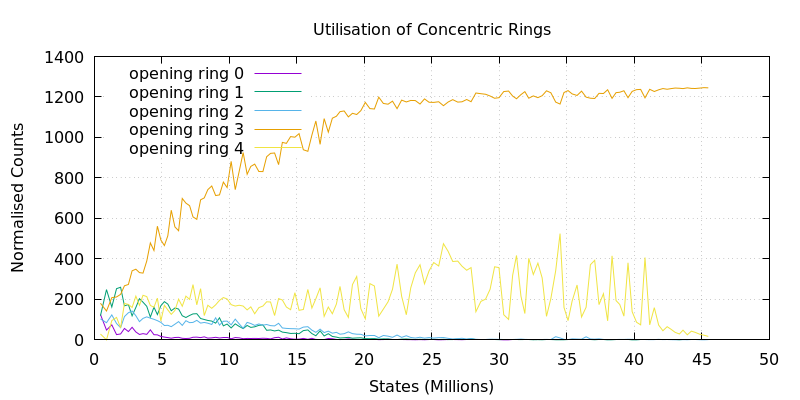 Utilisation of Concentric Rings
Normalised Counts
1400
1200
1000
800
600
400
200
0
opening ring 0
opening ring 1
opening ring 2
opening ring 3
opening ring 4
0 5 10 15 20 25 30 35 40 45 50
States (Millions)